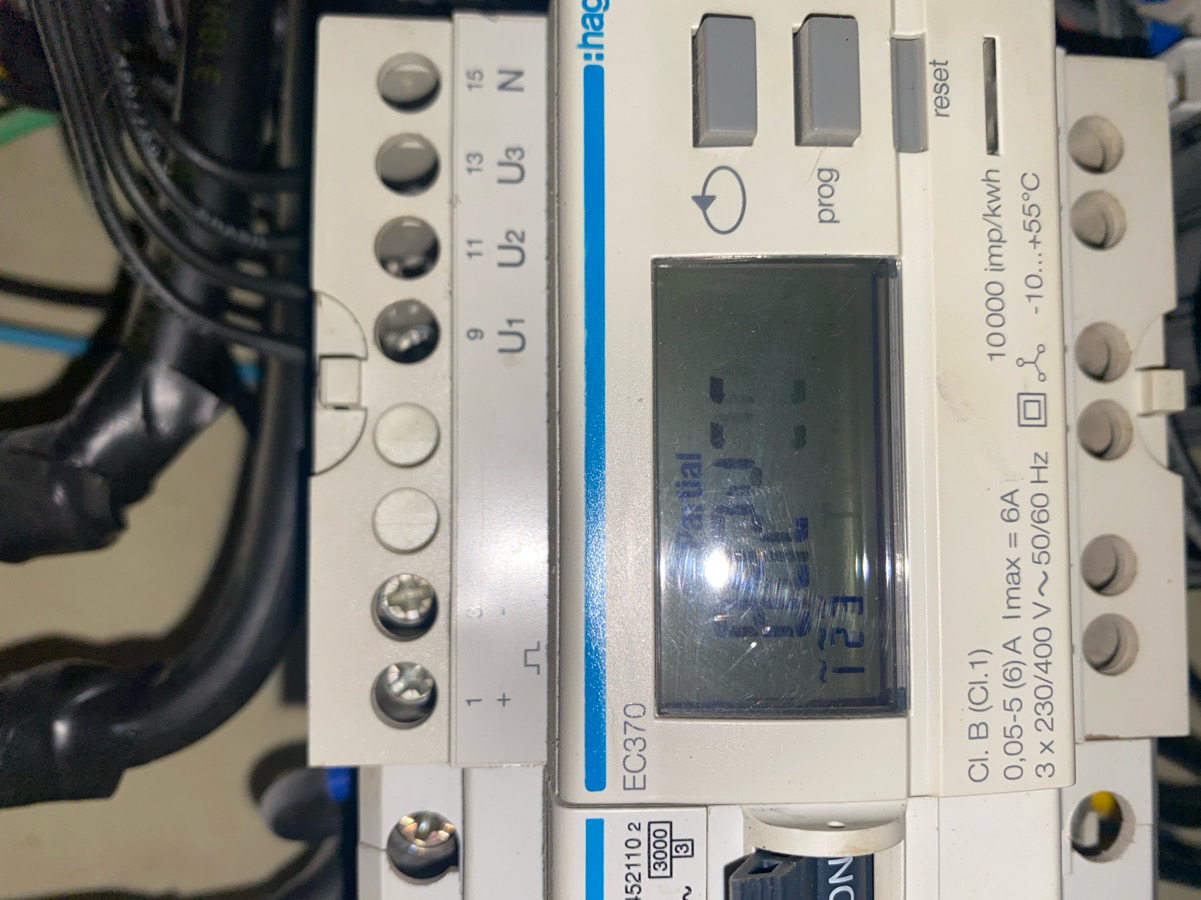 1 9 11 13 15
+ - U1 U2 U3 N
:hag
452110 2
EC370
3000
3
~
Partial
prog
ON
reset
Cl. B (Cl.1)
0,05-5 (6) A Imax = 6A
10000 imp/kwh
3 x 230/400 V ~ 50/60 Hz
-10...+55°C